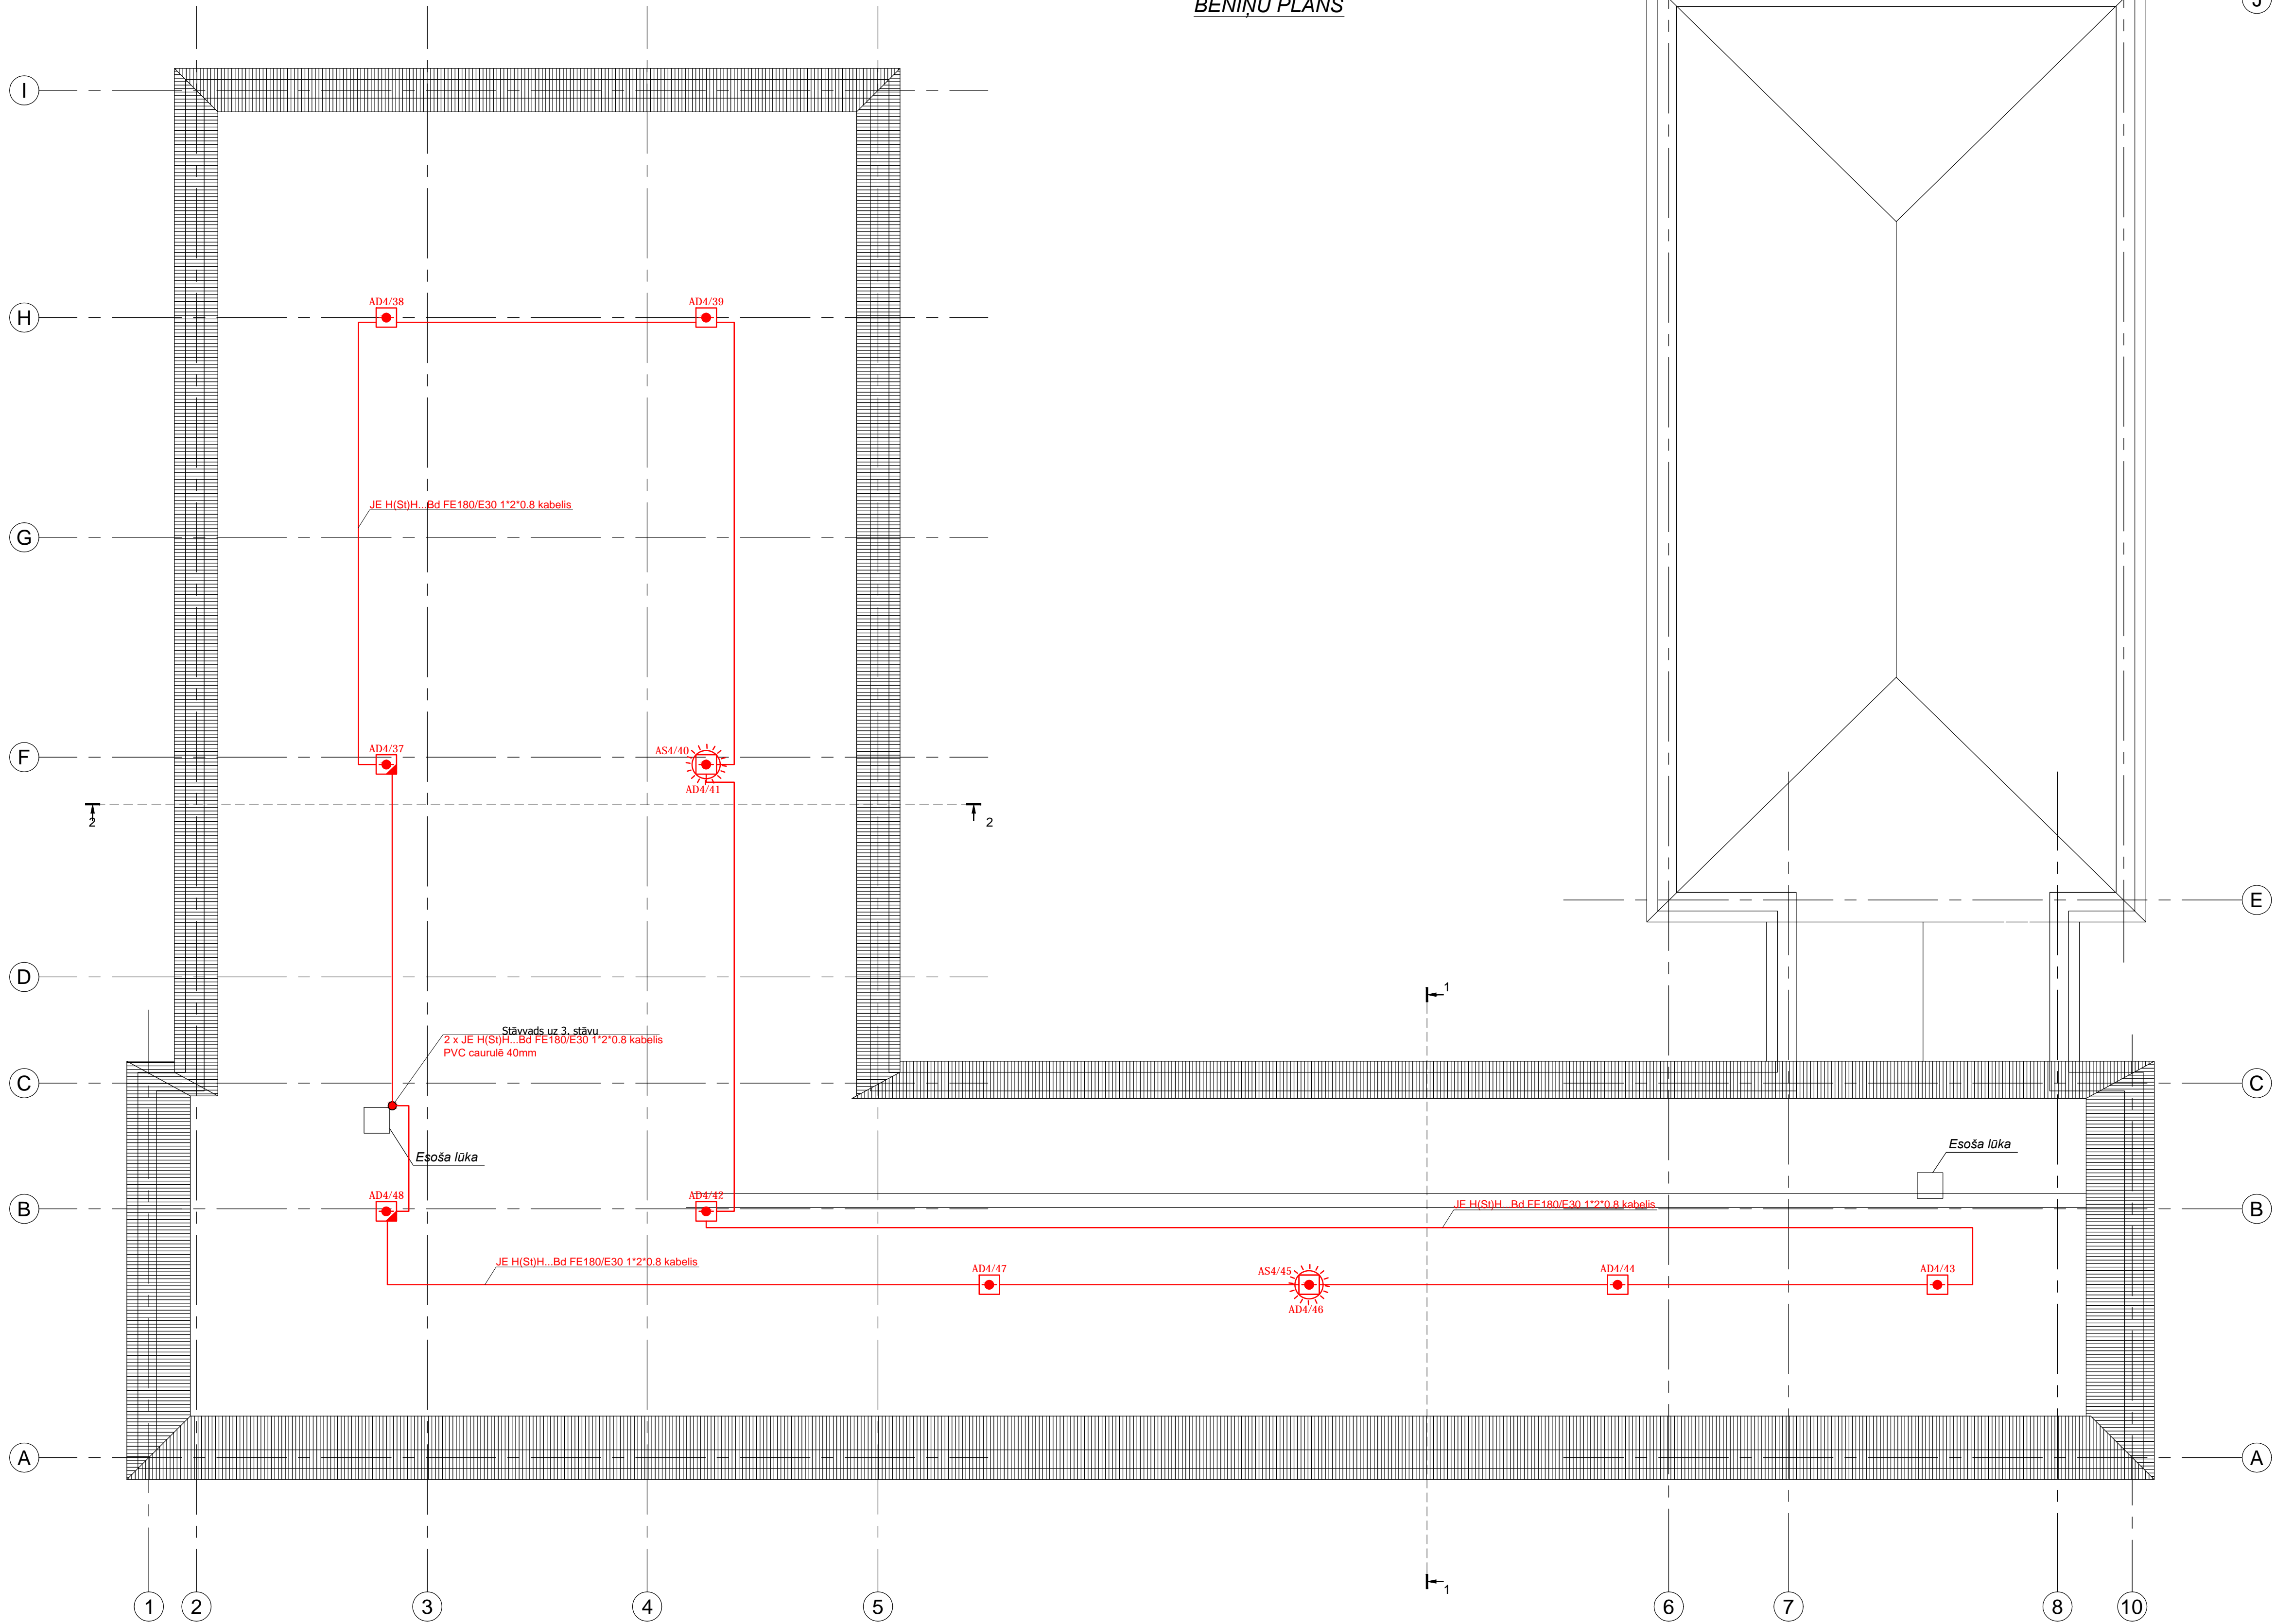 BĒNIŅU PLĀNS
J
I
H
AD4/38
AD4/39
JE H(St)H...Bd FE180/E30 1*2*0.8 kabelis
G
F
AD4/37
AS4/40
AD4/41
2
2
E
D
1
Stāvvads uz 3. stāvu
2 x JE H(St)H...Bd FE180/E30 1*2*0.8 kabelis
PVC caurulē 40mm
C
C
Esoša lūka
Esoša lūka
B
AD4/48
AD4/42
JE H(St)H...Bd FE180/E30 1*2*0.8 kabelis
B
JE H(St)H...Bd FE180/E30 1*2*0.8 kabelis
AD4/47
AS4/45
AD4/46
AD4/44
AD4/43
A
A
1
1
2
3
4
5
6
7
8
10